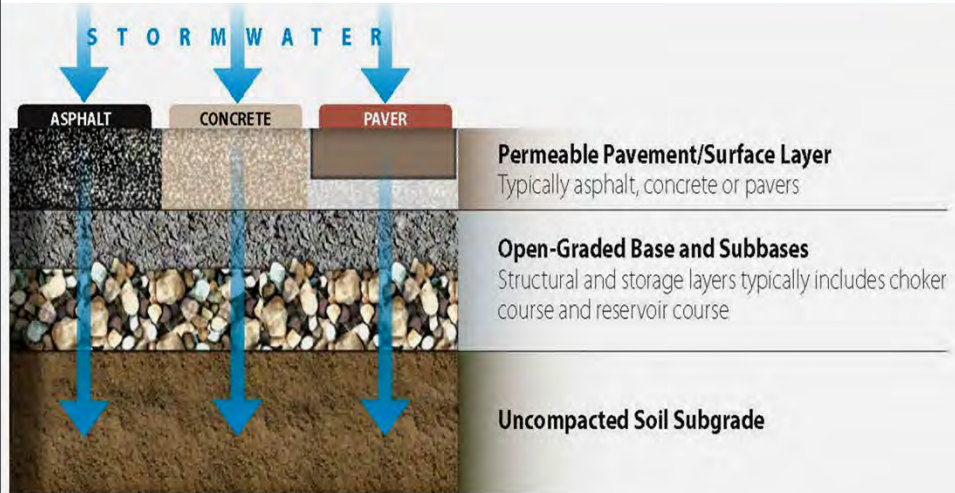 STORMWATER
ASPHALT
CONCRETE
PAVER
Permeable Pavement/Surface Layer
Typically asphalt, concrete or pavers
Open-Graded Base and Subbases
Structural and storage layers typically includes choker
course and reservoir course
Uncompacted Soil Subgrade